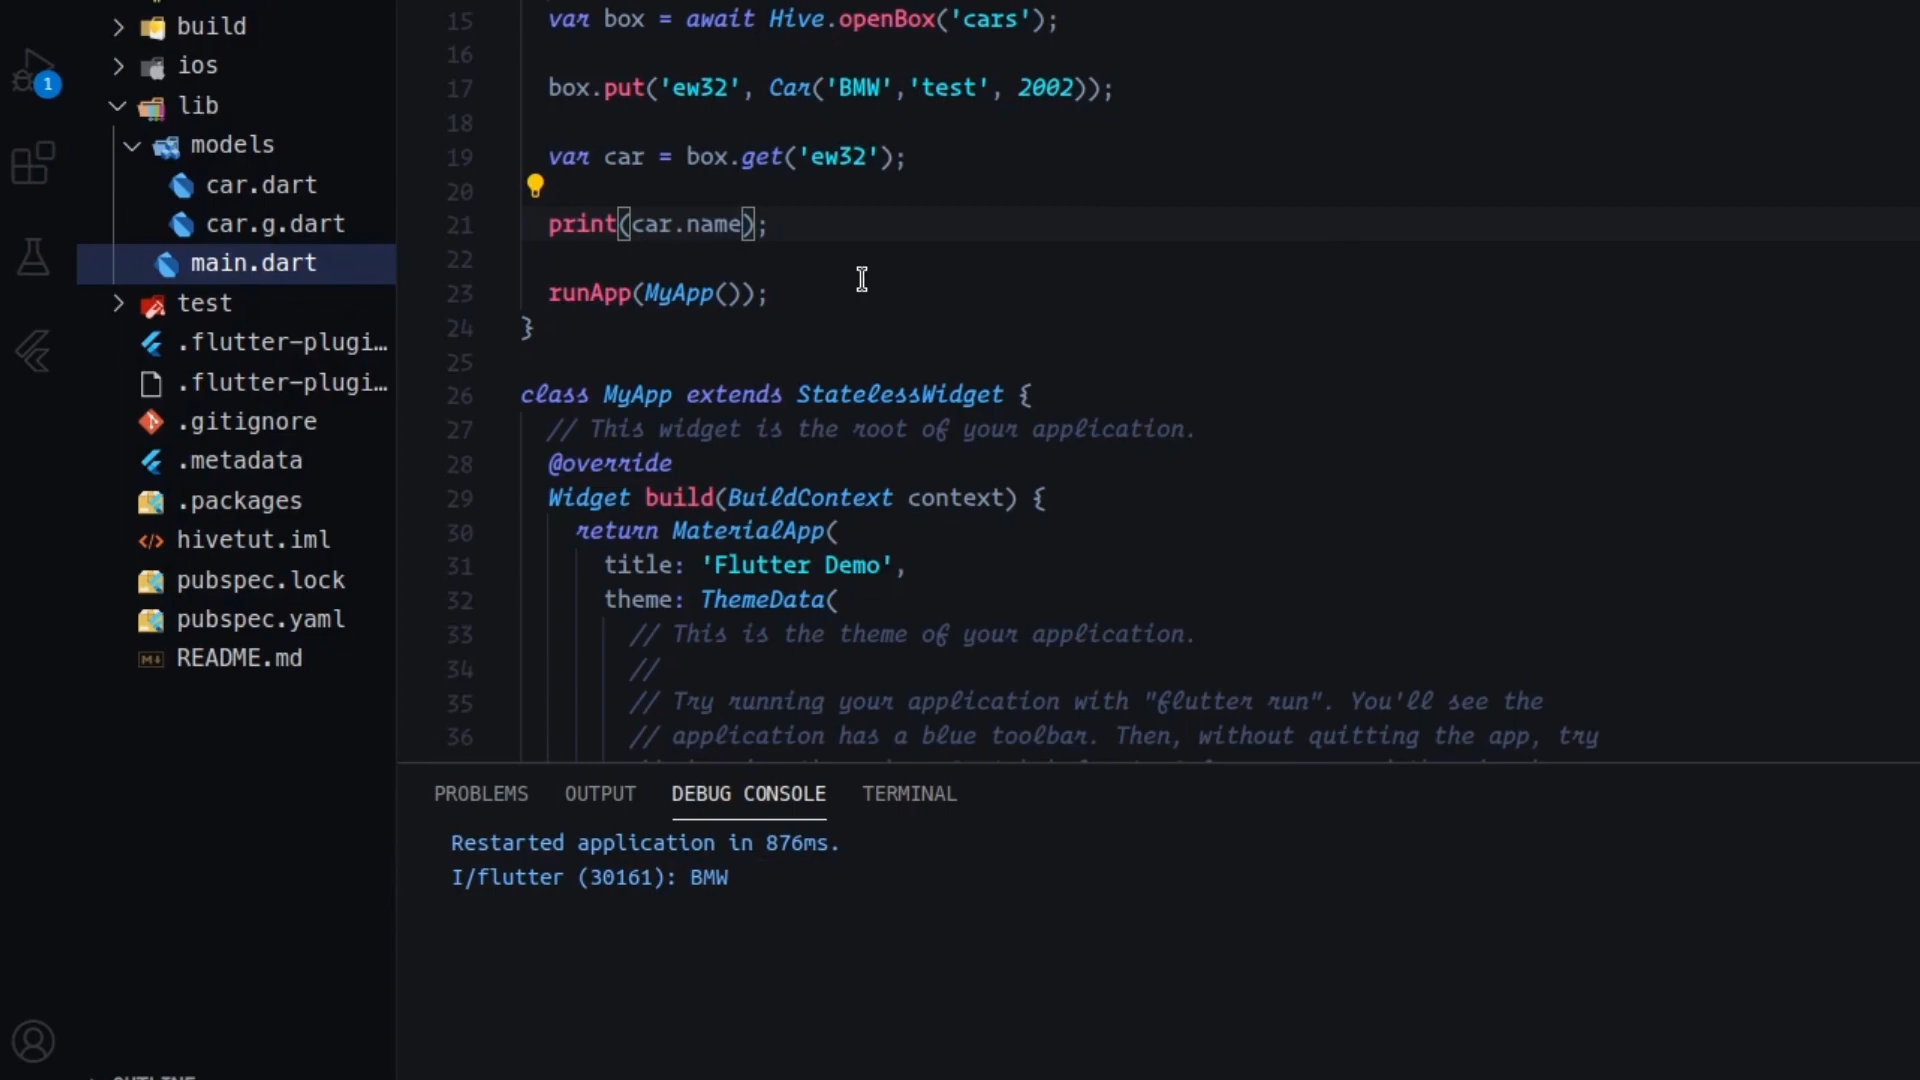 build
ios
lib
models
car.dart
car.g.dart
main.dart
test
.flutter-plugi...
.flutter-plugi...
.gitignore
.metadata
.packages
hivetut.iml
pubspec.lock
pubspec.yaml
README.md
1
15 var box = await Hive.openBox('cars');
16
17 box.put('ew32', Car('BMW','test', 2002));
18
19 var car = box.get('ew32');
20
21 print(car.name);
22
23 runApp(MyApp());
24 }
25
26 class MyApp extends StatelessWidget {
27 // This widget is the root of your application.
28 @override
29 Widget build(BuildContext context) {
30 return MaterialApp(
31 title: 'Flutter Demo',
32 theme: ThemeData(
33 // This is the theme of your application.
34 //
35 // Try running your application with "flutter run". You'll see the
36 // application has a blue toolbar. Then, without quitting the app, try
PROBLEMS OUTPUT DEBUG CONSOLE TERMINAL
Restarted application in 876ms.
I/flutter (30161): BMW